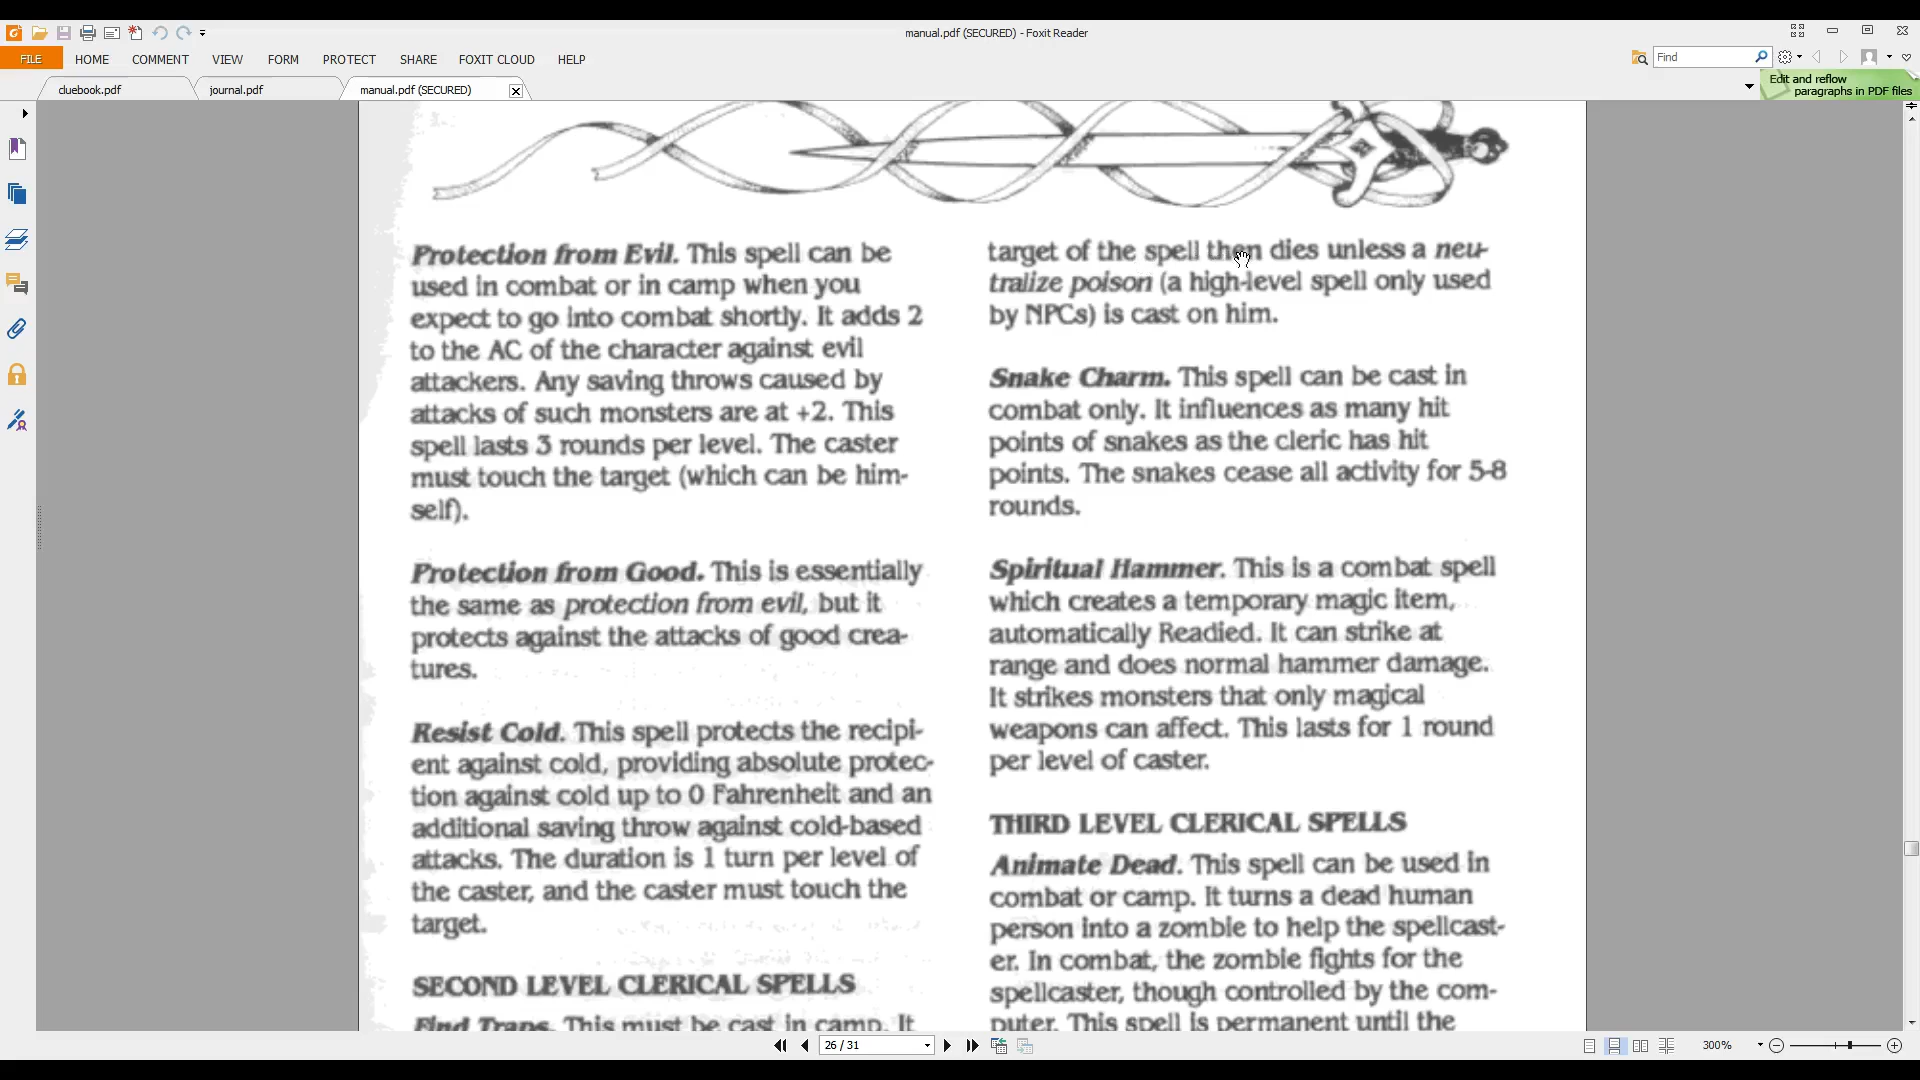 manual.pdf (SECURED) - Foxit Reader
FILE HOME COMMENT VIEW FORM PROTECT SHARE FOXIT CLOUD HELP
Find
cluebook.pdf journal.pdf manual.pdf (SECURED)
Edit and reflow
paragraphs in PDF files
Protection from Evil. This spell can be
used in combat or in camp when you
expect to go into combat shortly. It adds 2
to the AC of the character against evil
attackers. Any saving throws caused by
attacks of such monsters are at +2. This
spell lasts 3 rounds per level. The caster
must touch the target (which can be him-
self).
Protection from Good. This is essentially
the same as protection from evil, but it
protects against the attacks of good crea-
tures.
Resist Cold. This spell protects the recipi-
ent against cold, providing absolute protec-
tion against cold up to 0 Fahrenheit and an
additional saving throw against cold-based
attacks. The duration is 1 turn per level of
the caster, and the caster must touch the
target.
SECOND LEVEL CLERICAL SPELLS
Find Traps. This must be cast in camp. It
target of the spell then dies unless a neu-
tralize poison (a high-level spell only used
by NPCs) is cast on him.
Snake Charm. This spell can be cast in
combat only. It influences as many hit
points of snakes as the cleric has hit
points. The snakes cease all activity for 5-8
rounds.
Spiritual Hammer. This is a combat spell
which creates a temporary magic item,
automatically Readied. It can strike at
range and does normal hammer damage.
It strikes monsters that only magical
weapons can affect. This lasts for 1 round
per level of caster.
THIRD LEVEL CLERICAL SPELLS
Animate Dead. This spell can be used in
combat or camp. It turns a dead human
person into a zombie to help the spellcast-
er. In combat, the zombie fights for the
spellcaster, though controlled by the com-
puter. This spell is permanent until the
26 / 31
300%